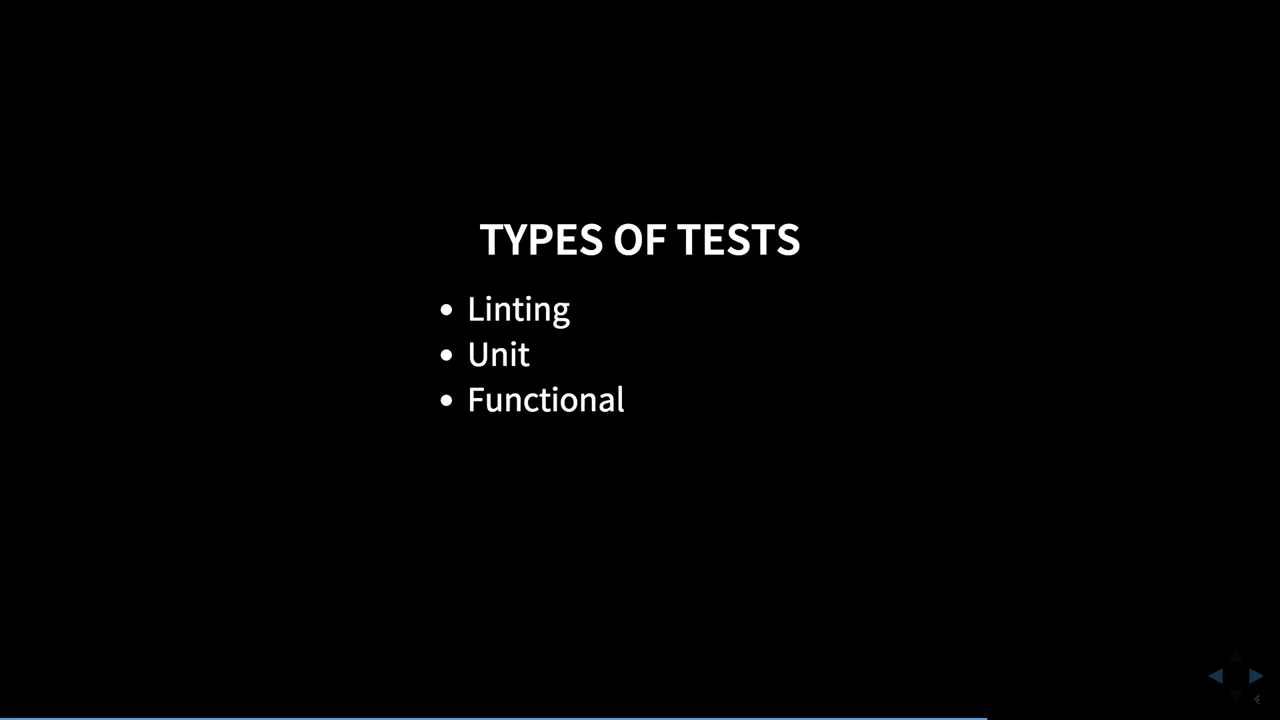 TYPES OF TESTS
• Linting
• Unit
• Functional